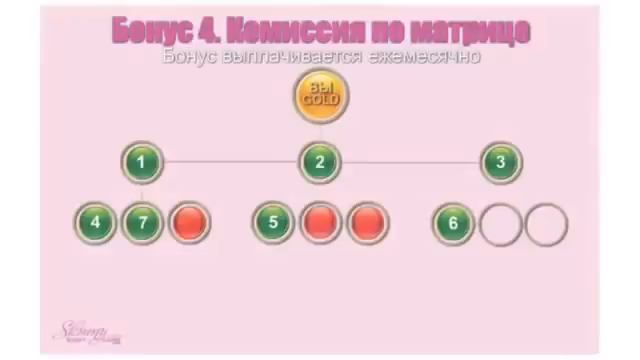 Бонус 4. Комиссия по матрице
Бонус выплачивается ежемесячно
ВЫ
GOLD
1 2 3
4 7 5 6